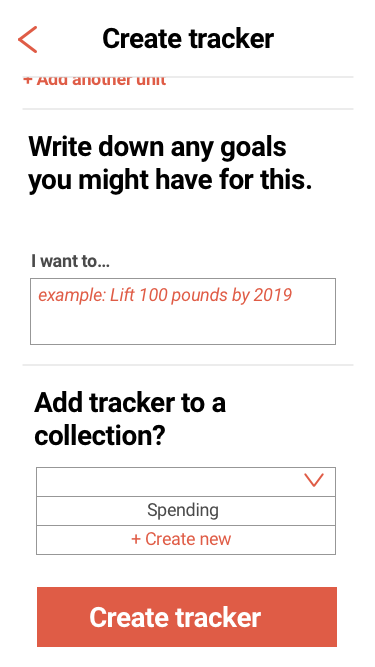 Create tracker
+ Add another unit
Write down any goals
you might have for this.
I want to...
example: Lift 100 pounds by 2019
Add tracker to a
collection?
Spending
+ Create new
Create tracker